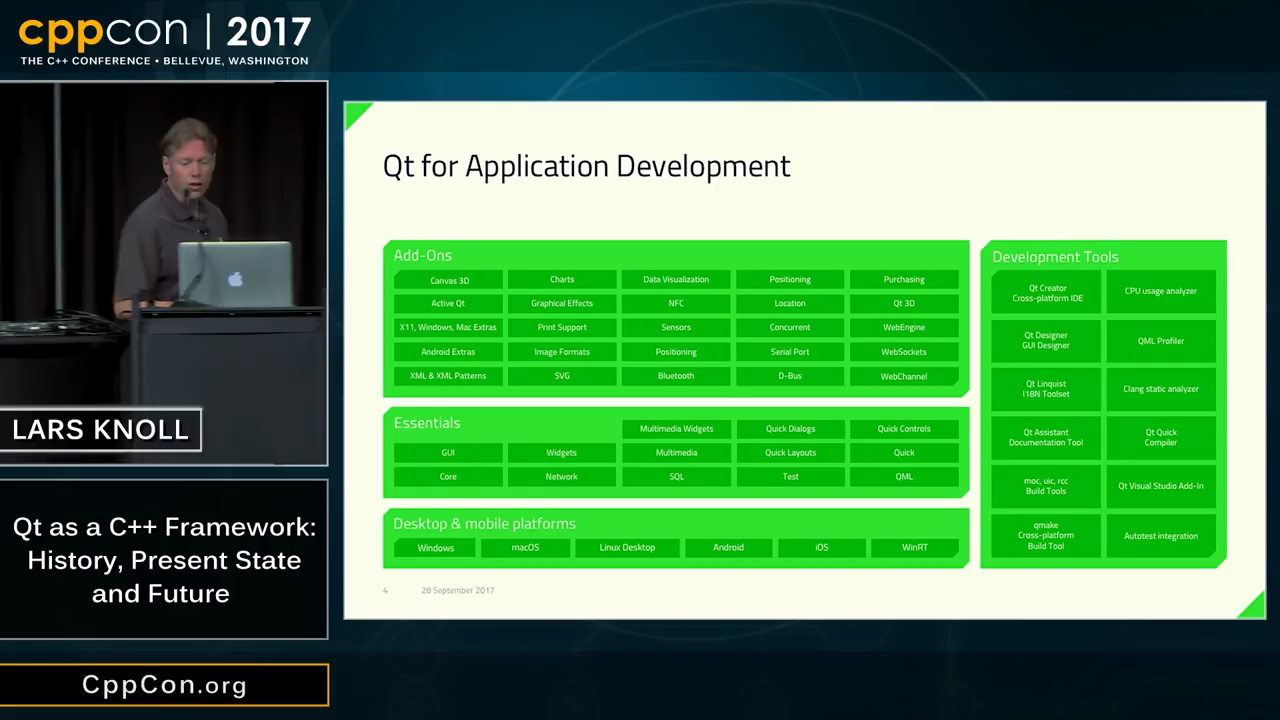 cppcon | 2017
THE C++ CONFERENCE • BELLEVUE, WASHINGTON
LARS KNOLL
Qt as a C++ Framework:
History, Present State
and Future
CppCon.org
Qt for Application Development
Add-Ons
Canvas 3D
Charts
Data Visualization
Positioning
Purchasing
Active Qt
Graphical Effects
NFC
Location
Qt 3D
X11, Windows, Mac Extras
Print Support
Sensors
Concurrent
WebEngine
Android Extras
Image Formats
Positioning
Serial Port
WebSockets
XML & XML Patterns
SVG
Bluetooth
D-Bus
WebChannel
Essentials
Multimedia Widgets
Quick Dialogs
Quick Controls
GUI
Widgets
Multimedia
Quick Layouts
Quick
Core
Network
SQL
Test
QML
Desktop & mobile platforms
Windows
macOS
Linux Desktop
Android
iOS
WinRT
Development Tools
Qt Creator
Cross-platform IDE
CPU usage analyzer
Qt Designer
GUI Designer
QML Profiler
Qt Linquist
I18N Toolset
Clang static analyzer
Qt Assistant
Documentation Tool
Qt Quick
Compiler
moc, uic, rcc
Build Tools
Qt Visual Studio Add-In
qmake
Cross-platform
Build Tool
Autotest integration
4
28 September 2017